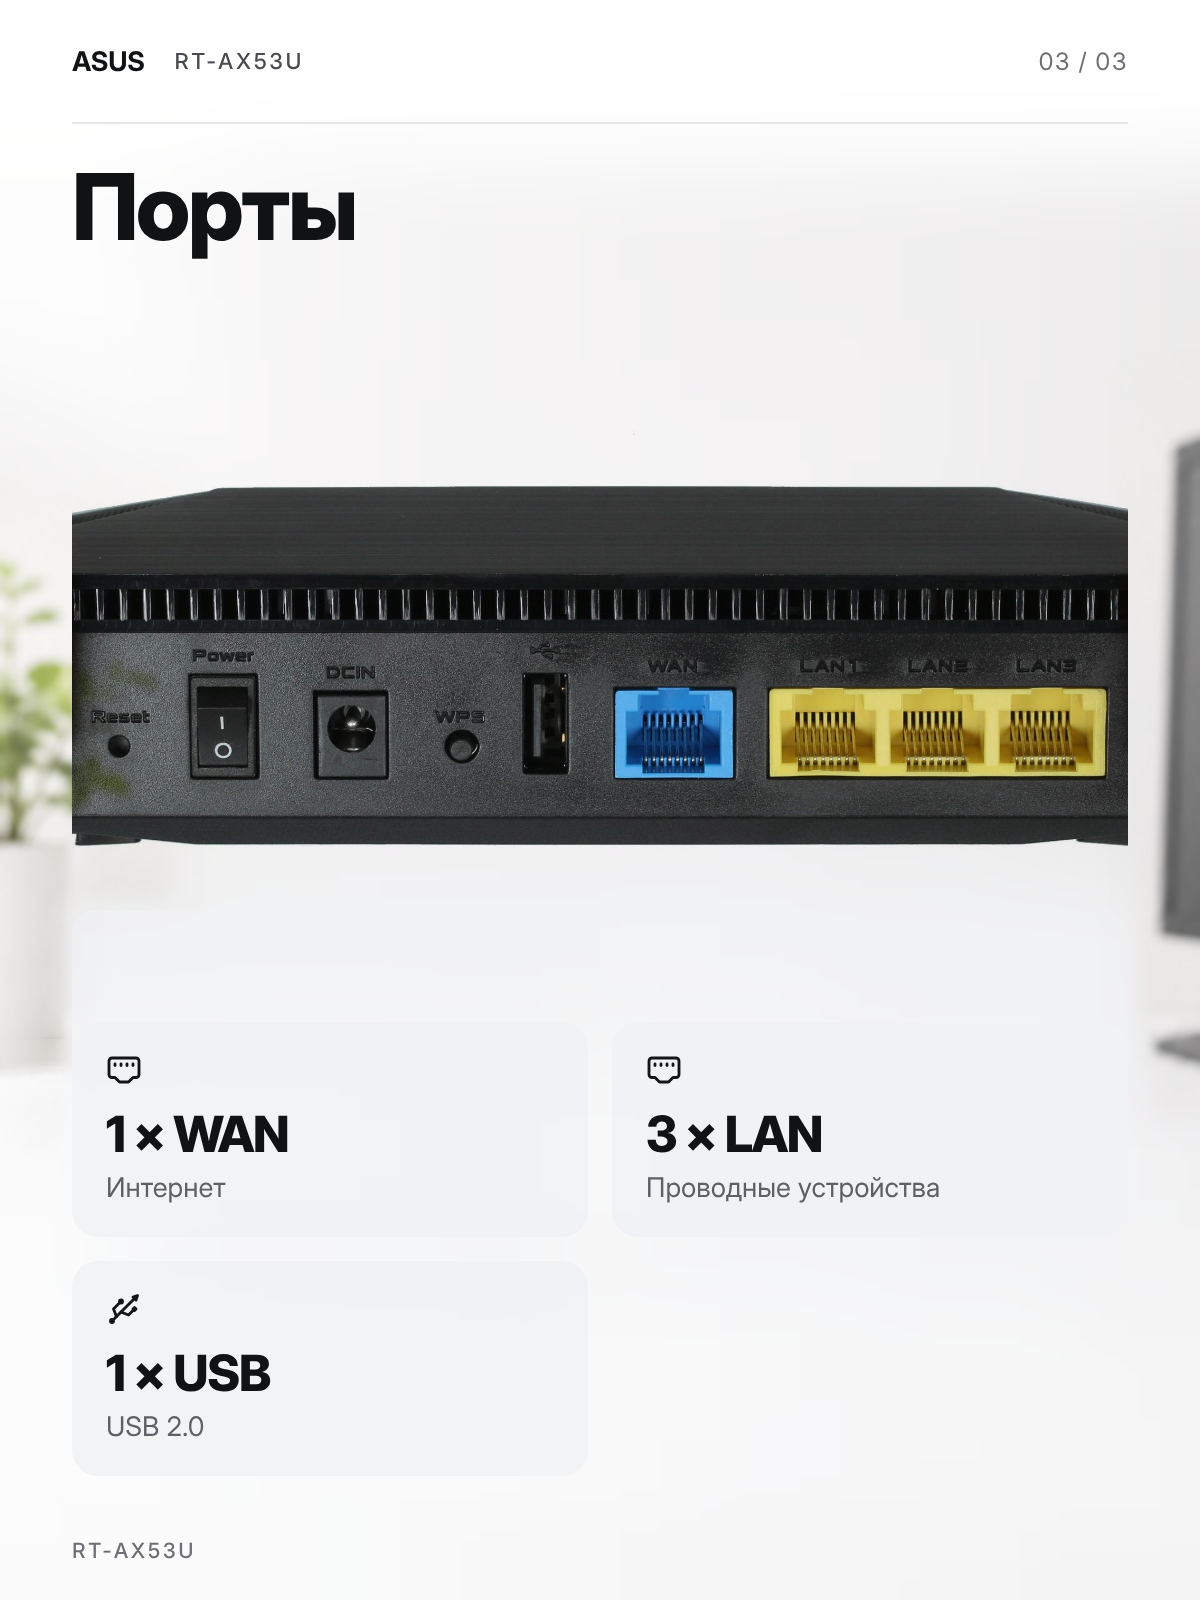 ASUS RT-AX53U 03 / 03
Порты
Power
DCIN
WAN LAN1 LAN2 LAN3
Reset
WPS
I
O
1 × WAN
Интернет
3 × LAN
Проводные устройства
1 × USB
USB 2.0
RT-AX53U